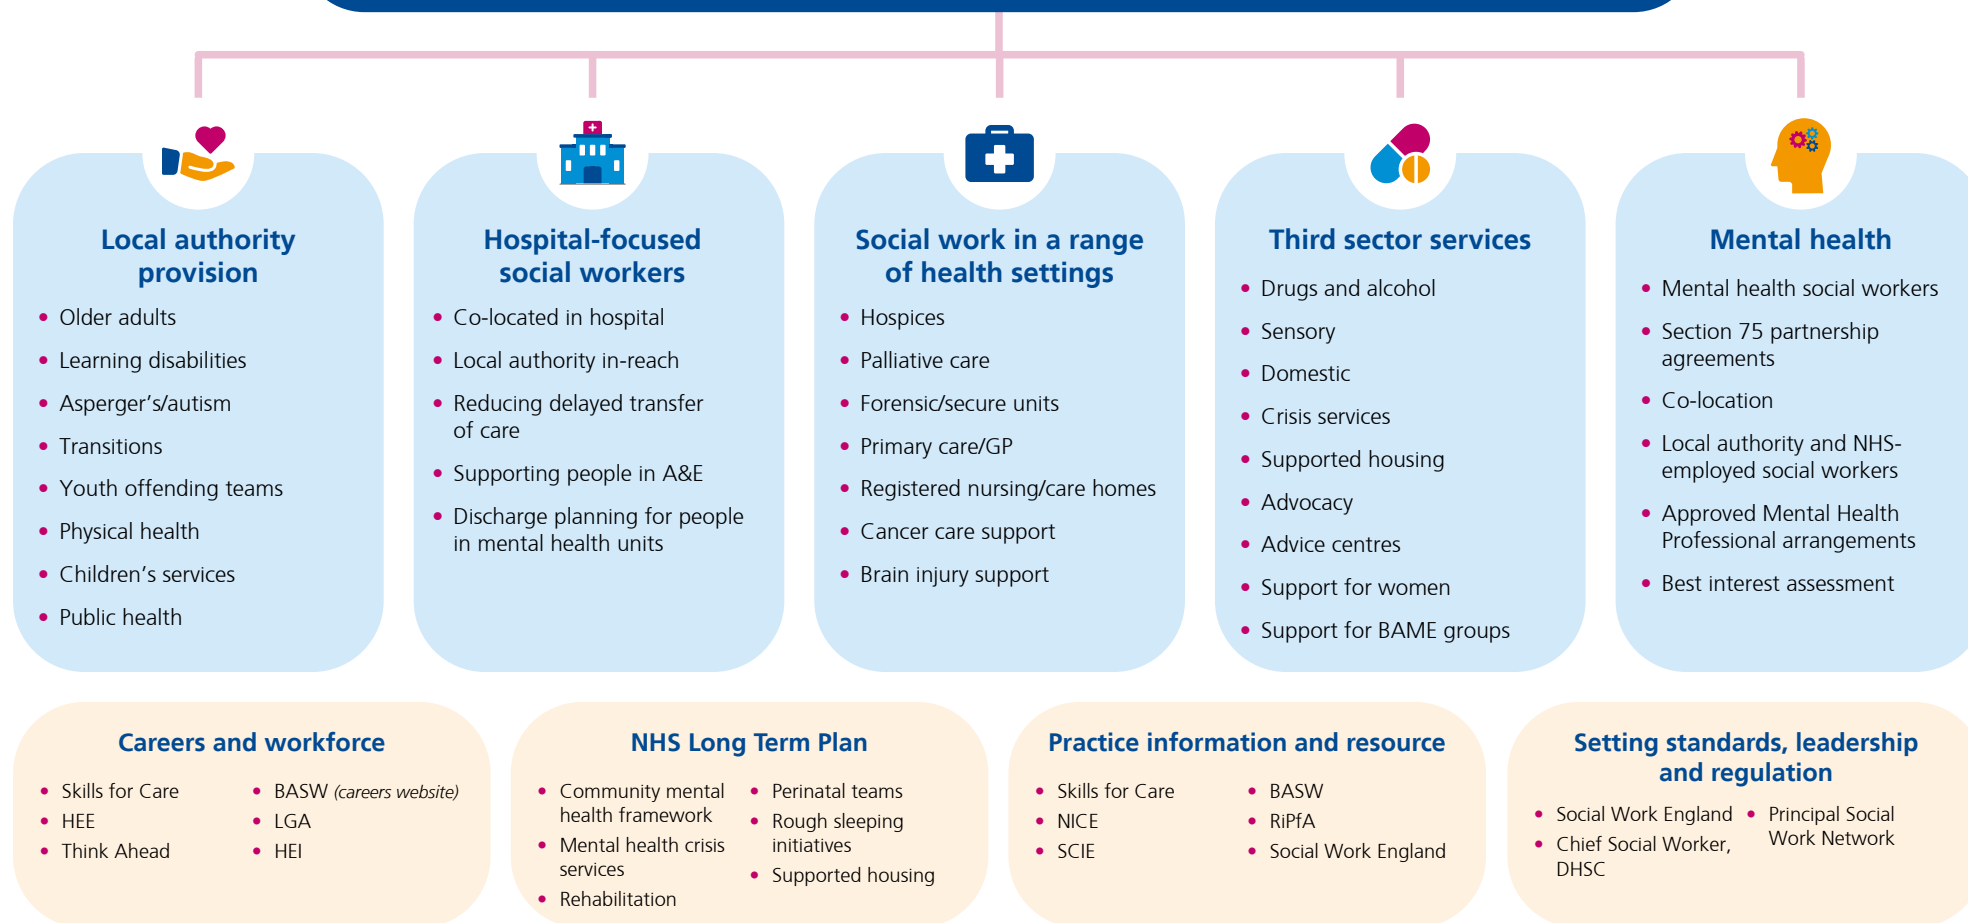 Local authority
provision
• Older adults
• Learning disabilities
• Asperger's/autism
• Transitions
• Youth offending teams
• Physical health
• Children's services
• Public health
Hospital-focused
social workers
• Co-located in hospital
• Local authority in-reach
• Reducing delayed transfer
of care
• Supporting people in A&E
• Discharge planning for people
in mental health units
Social work in a range
of health settings
• Hospices
• Palliative care
• Forensic/secure units
• Primary care/GP
• Registered nursing/care homes
• Cancer care support
• Brain injury support
Third sector services
• Drugs and alcohol
• Sensory
• Domestic
• Crisis services
• Supported housing
• Advocacy
• Advice centres
• Support for women
• Support for BAME groups
Mental health
• Mental health social workers
• Section 75 partnership
agreements
• Co-location
• Local authority and NHS-
employed social workers
• Approved Mental Health
Professional arrangements
• Best interest assessment
Careers and workforce
• Skills for Care
• HEE
• Think Ahead
• BASW (careers website)
• LGA
• HEI
NHS Long Term Plan
• Community mental
health framework
• Mental health crisis
services
• Rehabilitation
• Perinatal teams
• Rough sleeping
initiatives
• Supported housing
Practice information and resource
• Skills for Care
• NICE
• SCIE
• BASW
• RiPfA
• Social Work England
Setting standards, leadership
and regulation
• Social Work England
• Chief Social Worker,
DHSC
• Principal Social
Work Network